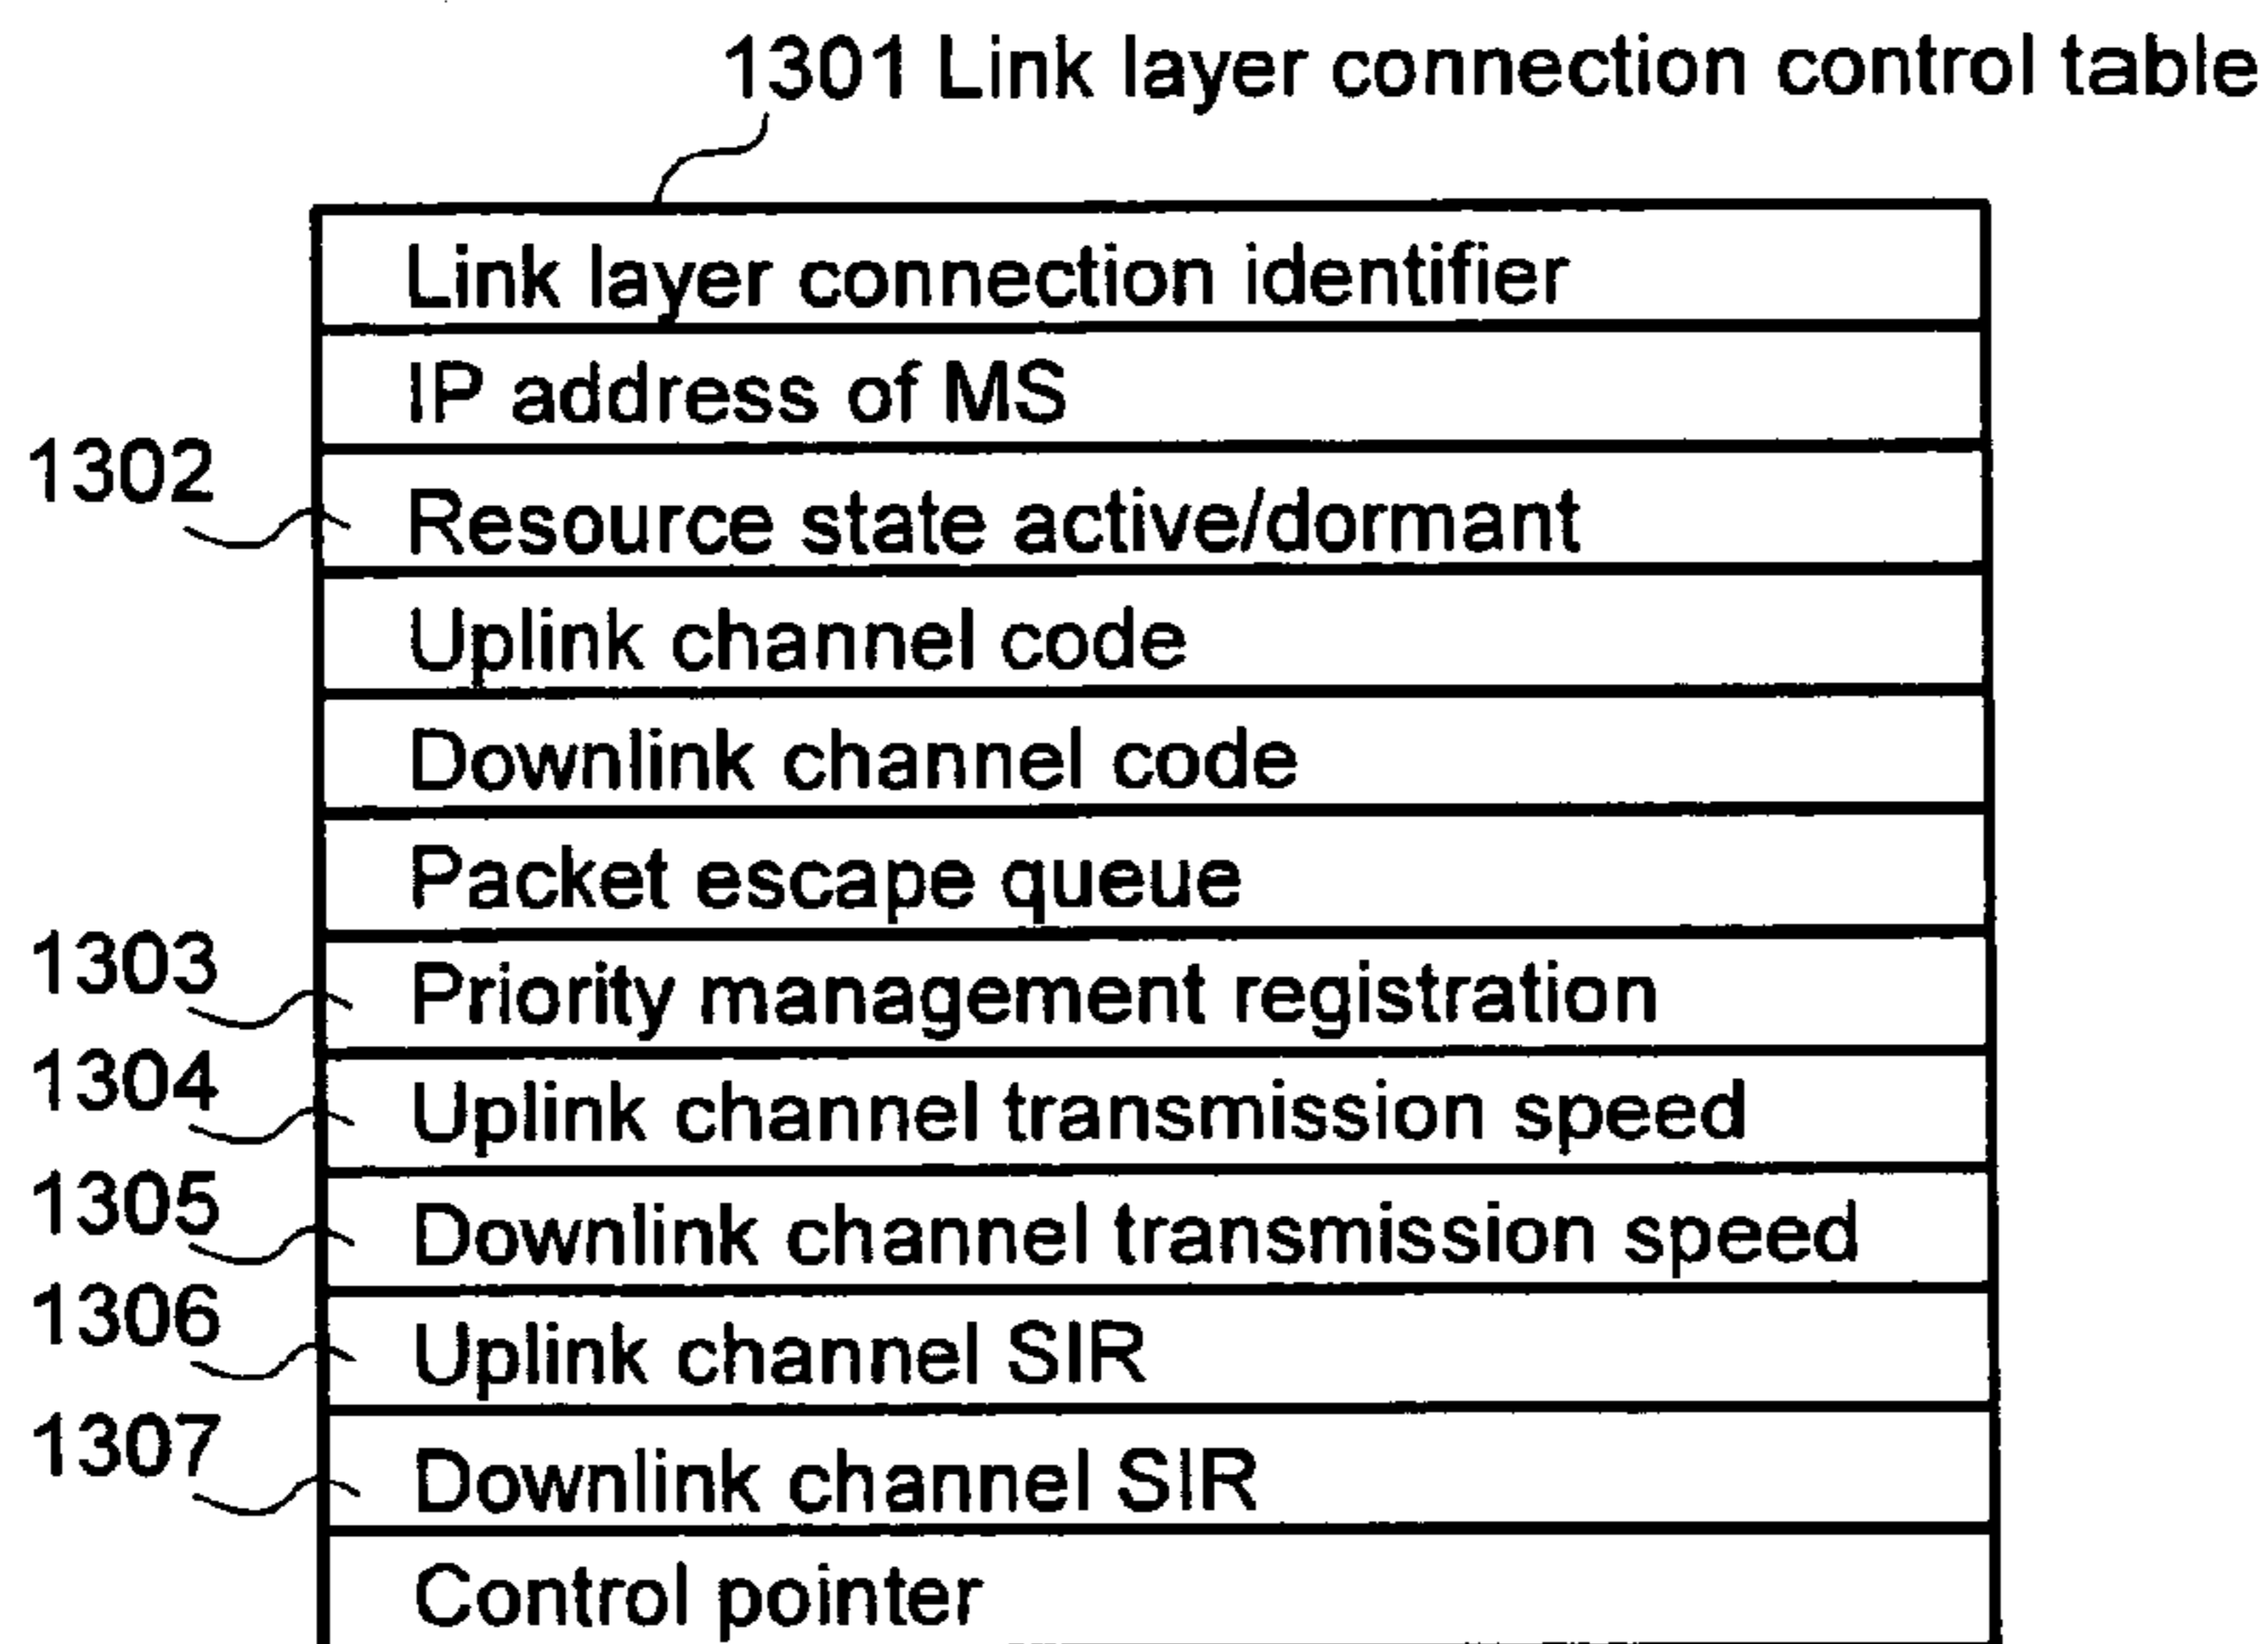 1301 Link layer connection control table
Link layer connection identifier
IP address of MS
1302 Resource state active/dormant
Uplink channel code
Downlink channel code
Packet escape queue
1303 Priority management registration
1304 Uplink channel transmission speed
1305 Downlink channel transmission speed
1306 Uplink channel SIR
1307 Downlink channel SIR
Control pointer